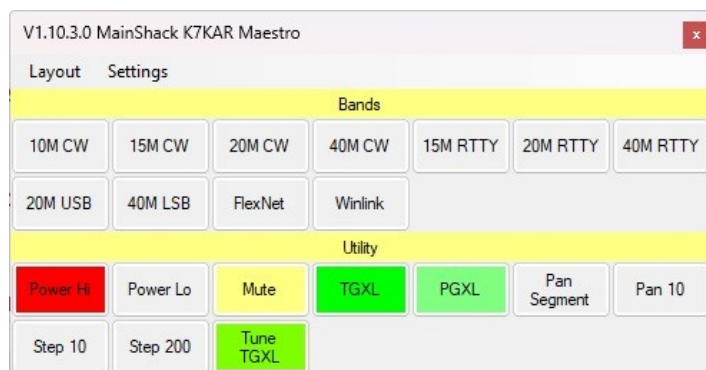 V1.10.3.0 MainShack K7KAR Maestro
x
Layout Settings
Bands
10M CW 15M CW 20M CW 40M CW 15M RTTY 20M RTTY 40M RTTY
20M USB 40M LSB FlexNet Winlink
Utility
Power Hi Power Lo Mute TGXL PGXL Pan Segment Pan 10
Step 10 Step 200 Tune TGXL